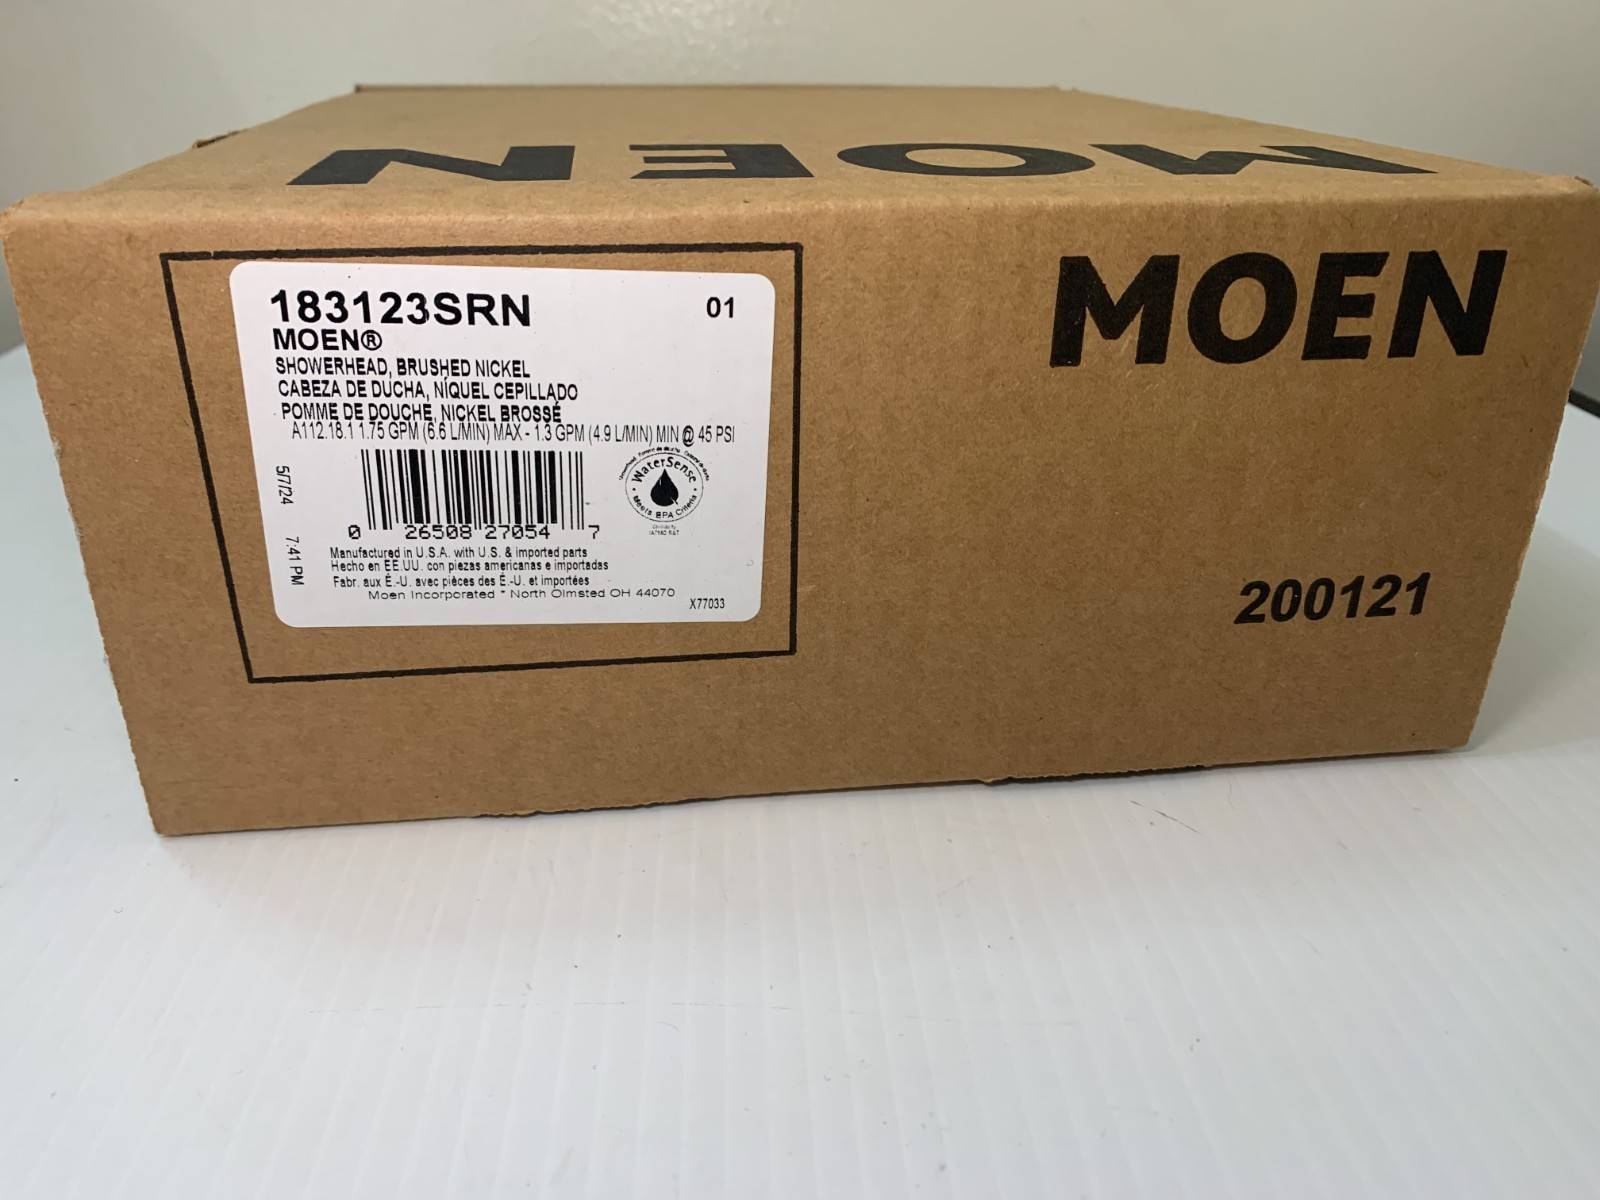 MOEN
MOEN
183123SRN
01
MOEN®
SHOWERHEAD, BRUSHED NICKEL
CABEZA DE DUCHA, NÍQUEL CEPILLADO
POMME DE DOUCHE, NICKEL BROSSÉ
A112.18.1 1.75 GPM (6.6 L/MIN) MAX - 1.3 GPM (4.9 L/MIN) MIN @ 45 PSI
5/7/24 7:41 PM
WaterSense
Meets EPA Criteria
0 26508 27054 7
Manufactured in U.S.A. with U.S. & imported parts
Hecho en EE.UU. con piezas americanas e importadas
Fabr. aux É.-U. avec pièces des É.-U. et importées
Moen Incorporated * North Olmsted OH 44070
X77033
200121